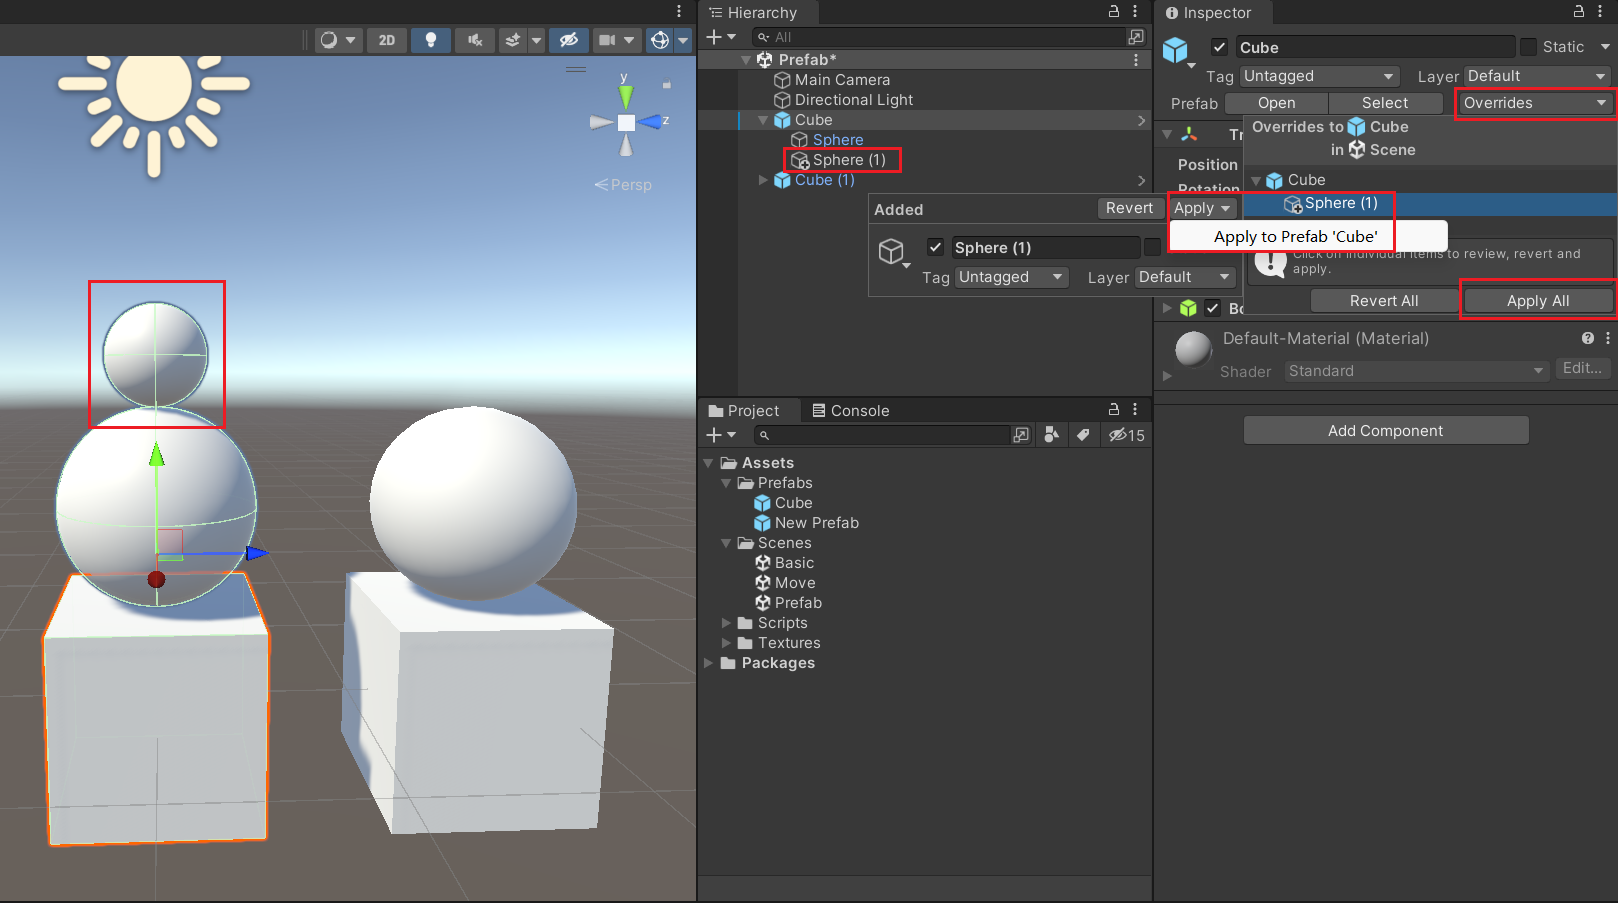 2D
y
z
Persp
Hierarchy
All
Prefab*
Main Camera
Directional Light
Cube
Sphere
Sphere (1)
Cube (1)
Added
Revert
Apply
Sphere (1)
Tag
Untagged
Layer
Default
Apply to Prefab 'Cube'
Project
Console
15
Assets
Prefabs
Cube
New Prefab
Scenes
Basic
Move
Prefab
Scripts
Textures
Packages
Inspector
Cube
Static
Tag
Untagged
Layer
Default
Prefab
Open
Select
Overrides
Tr
Position
Rotation
Overrides to Cube
in Scene
Cube
Sphere (1)
Click on individual items to review, revert and
apply.
Revert All
Apply All
Bo
Default-Material (Material)
Shader
Standard
Edit...
Add Component